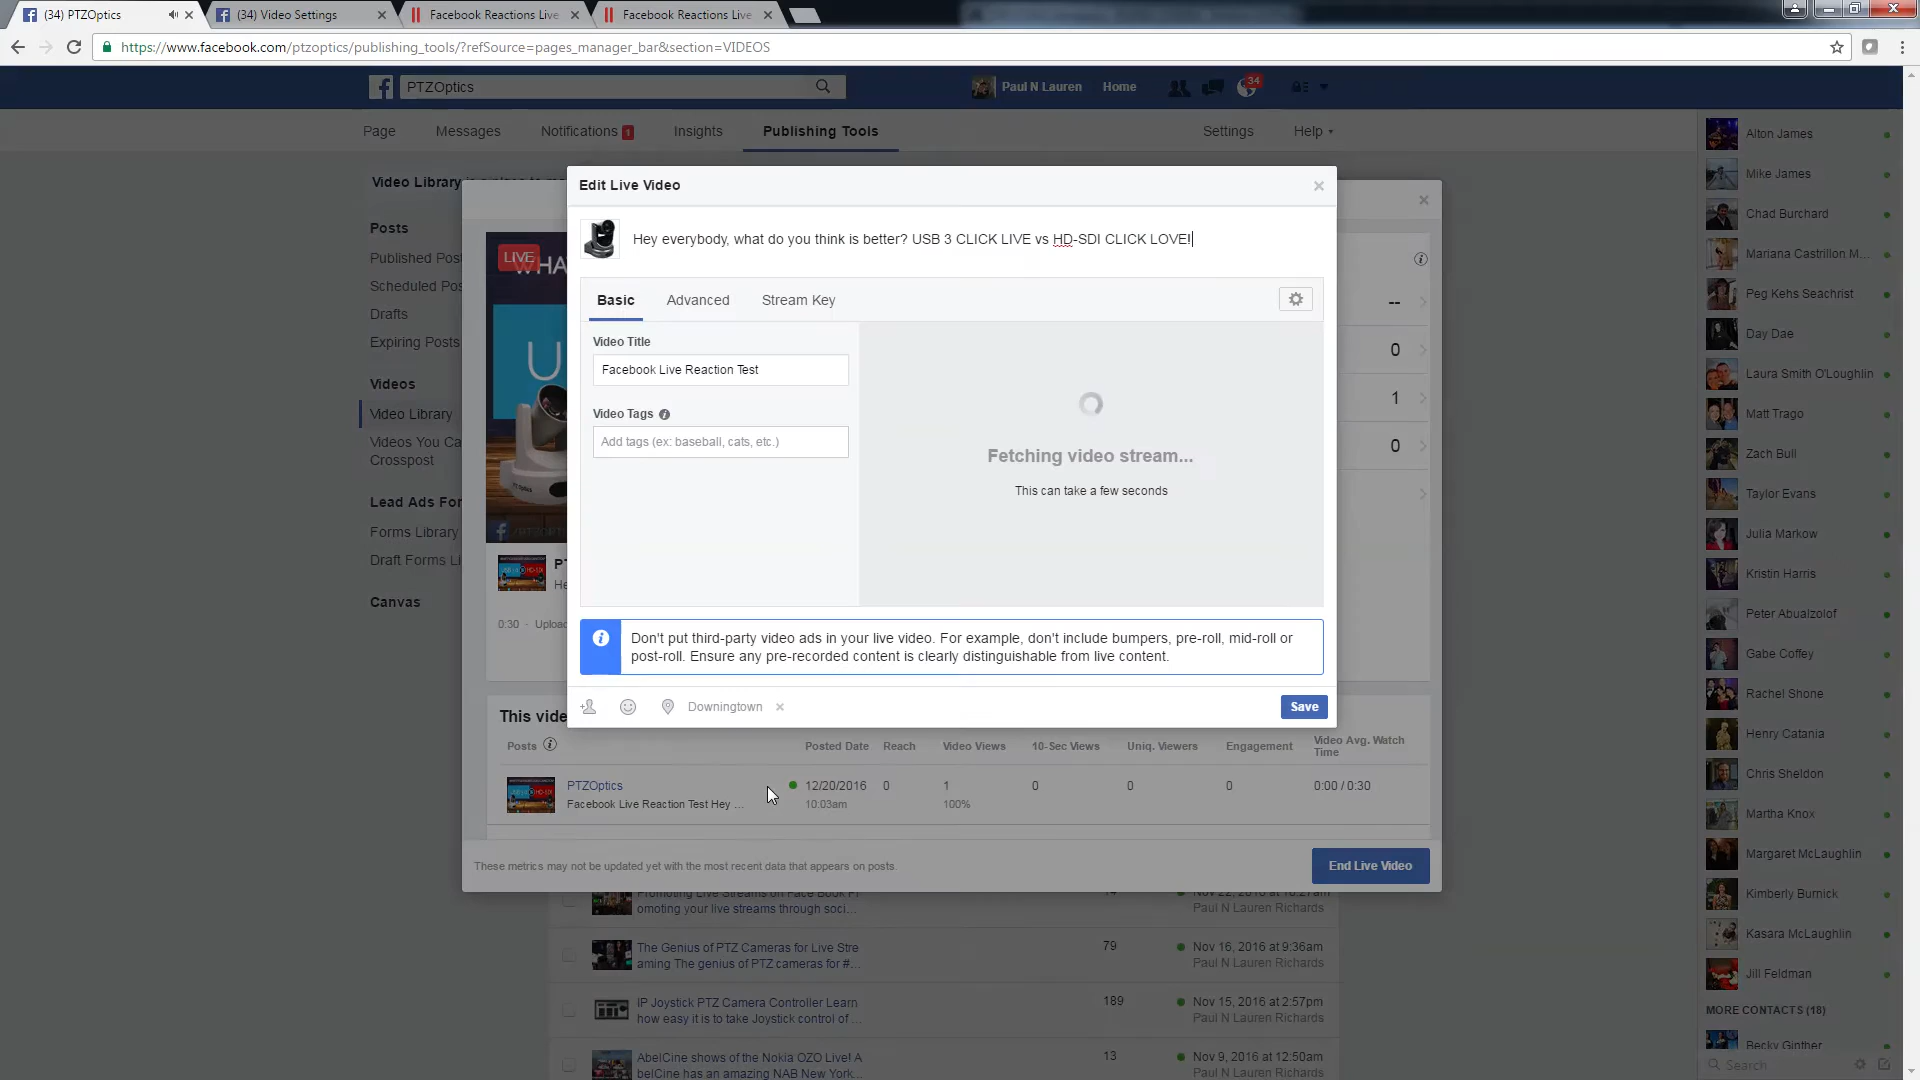 (34) PTZOptics
(34) Video Settings
Facebook Reactions Live
Facebook Reactions Live
https://www.facebook.com/ptzoptics/publishing_tools/?refSource=pages_manager_bar&section=VIDEOS
PTZOptics
Paul N Lauren
Home
34
Page
Messages
Notifications 1
Insights
Publishing Tools
Settings
Help
Video Library
Posts
Published Pos
Scheduled Pos
Drafts
Expiring Posts
Videos
Video Library
Videos You Ca
Crosspost
Lead Ads For
Forms Library
Draft Forms Li
Canvas
LIVE
WHA
U
0:30 - Upload
Edit Live Video
Hey everybody, what do you think is better? USB 3 CLICK LIVE vs HD-SDI CLICK LOVE!
Basic
Advanced
Stream Key
Video Title
Facebook Live Reaction Test
Video Tags
Add tags (ex: baseball, cats, etc.)
Fetching video stream...
This can take a few seconds
Don't put third-party video ads in your live video. For example, don't include bumpers, pre-roll, mid-roll or
post-roll. Ensure any pre-recorded content is clearly distinguishable from live content.
Downingtown
Save
--
0
1
0
This vide
Posts
Posted Date
Reach
Video Views
10-Sec Views
Uniq. Viewers
Engagement
Video Avg. Watch
Time
PTZOptics
12/20/2016
0
1
0
0
0
0:00 / 0:30
Facebook Live Reaction Test Hey ...
10:03am
100%
These metrics may not be updated yet with the most recent data that appears on posts.
End Live Video
Promoting Live Streams on Face Book Pr
omoting your live streams through soci...
Paul N Lauren Richards
The Genius of PTZ Cameras for Live Stre
aming The genius of PTZ cameras for #...
79
Nov 16, 2016 at 9:36am
Paul N Lauren Richards
IP Joystick PTZ Camera Controller Learn
how easy it is to take Joystick control of ...
189
Nov 15, 2016 at 2:57pm
Paul N Lauren Richards
AbelCine shows of the Nokia OZO Live! A
belCine has an amazing NAB New York...
13
Nov 9, 2016 at 12:50am
Paul N Lauren Richards
Alton James
Mike James
Chad Burchard
Mariana Castrillon M...
Peg Kehs Seachrist
Day Dae
Laura Smith O'Loughlin
Matt Trago
Zach Bull
Taylor Evans
Julia Markow
Kristin Harris
Peter Abualzolof
Gabe Coffey
Rachel Shone
Henry Catania
Chris Sheldon
Martha Knox
Margaret McLaughlin
Kimberly Burnick
Kasara McLaughlin
Jill Feldman
MORE CONTACTS (18)
Becky Ginther
Search